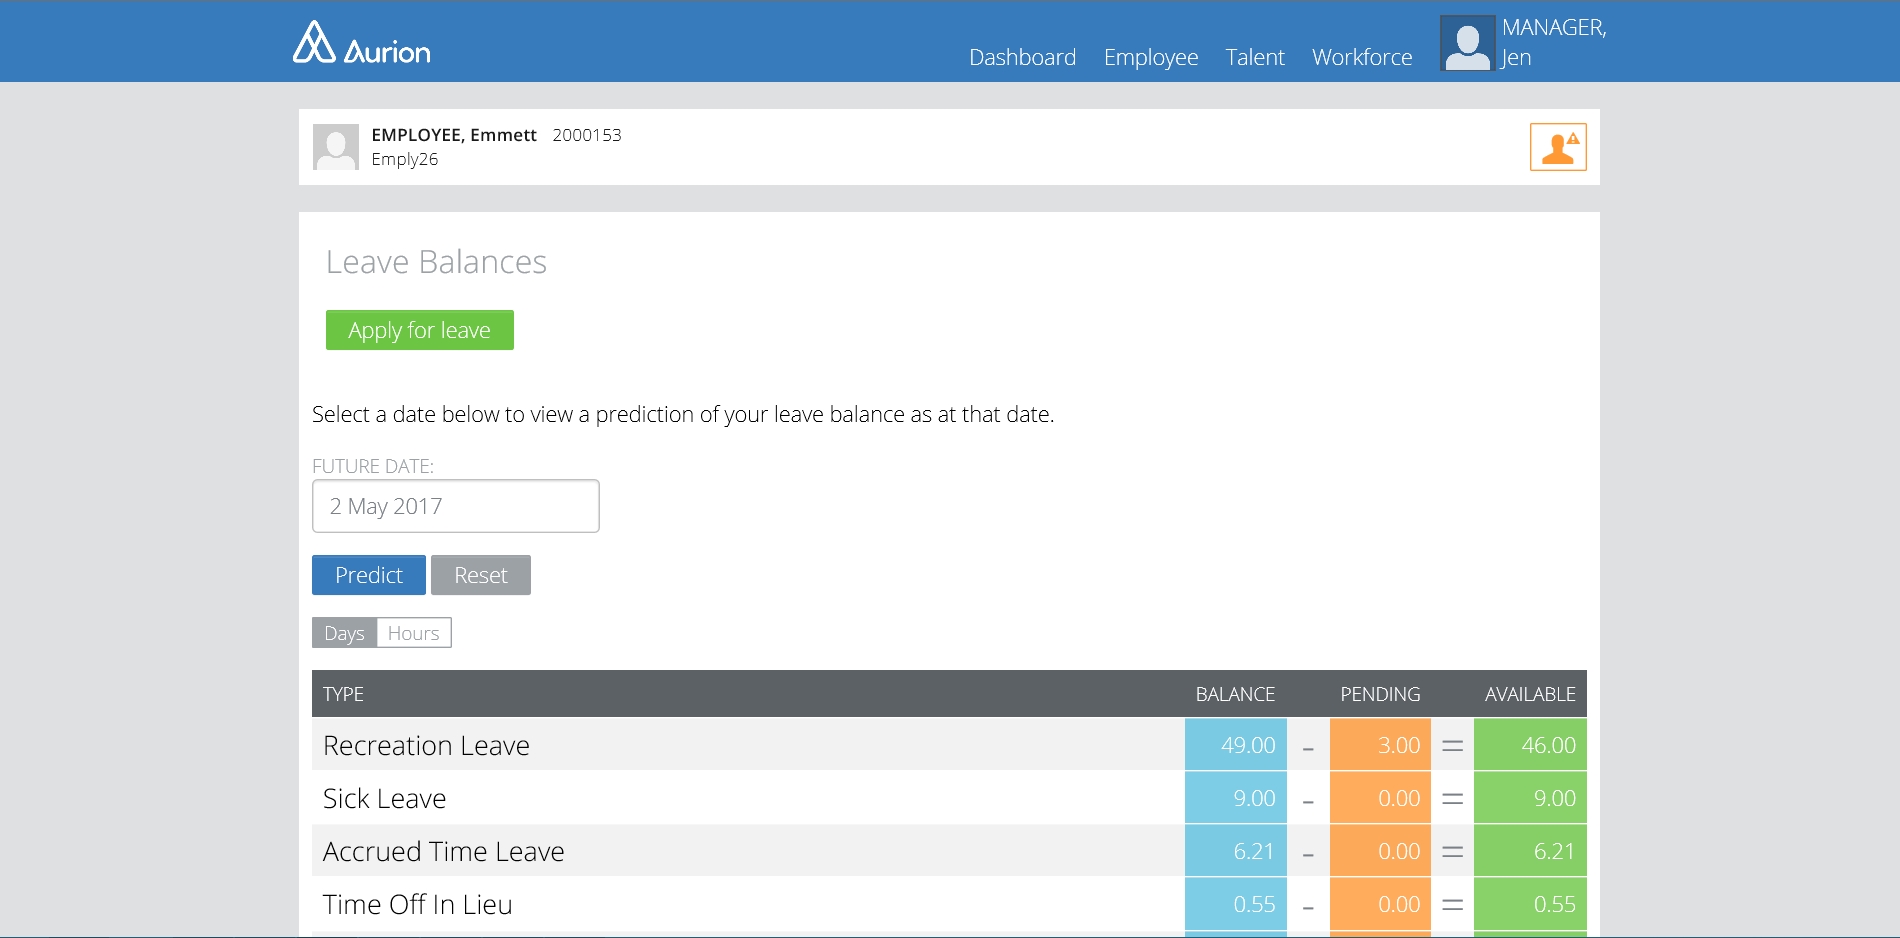 Aurion
Dashboard Employee Talent Workforce
MANAGER,
Jen
EMPLOYEE, Emmett 2000153
Emply26
Leave Balances
Apply for leave
Select a date below to view a prediction of your leave balance as at that date.
FUTURE DATE:
2 May 2017
Predict Reset
Days Hours
TYPE BALANCE PENDING AVAILABLE
Recreation Leave 49.00 - 3.00 = 46.00
Sick Leave 9.00 - 0.00 = 9.00
Accrued Time Leave 6.21 - 0.00 = 6.21
Time Off In Lieu 0.55 - 0.00 = 0.55